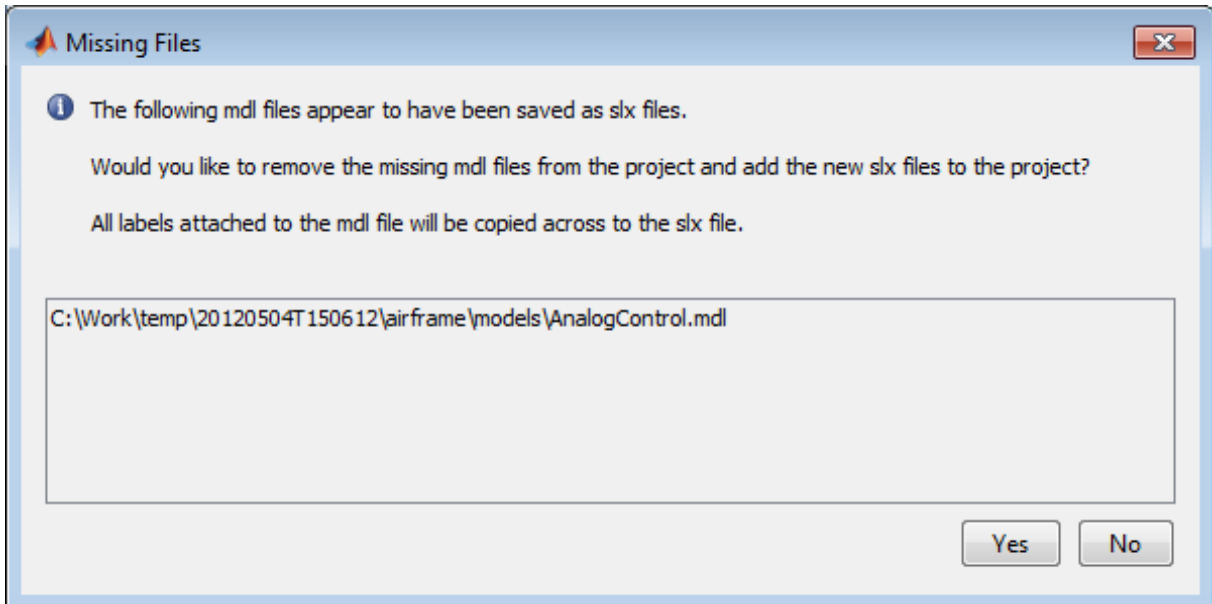 Missing Files
The following mdl files appear to have been saved as slx files.
Would you like to remove the missing mdl files from the project and add the new slx files to the project?
All labels attached to the mdl file will be copied across to the slx file.
C:\Work\temp\20120504T150612\airframe\models\AnalogControl.mdl
Yes No